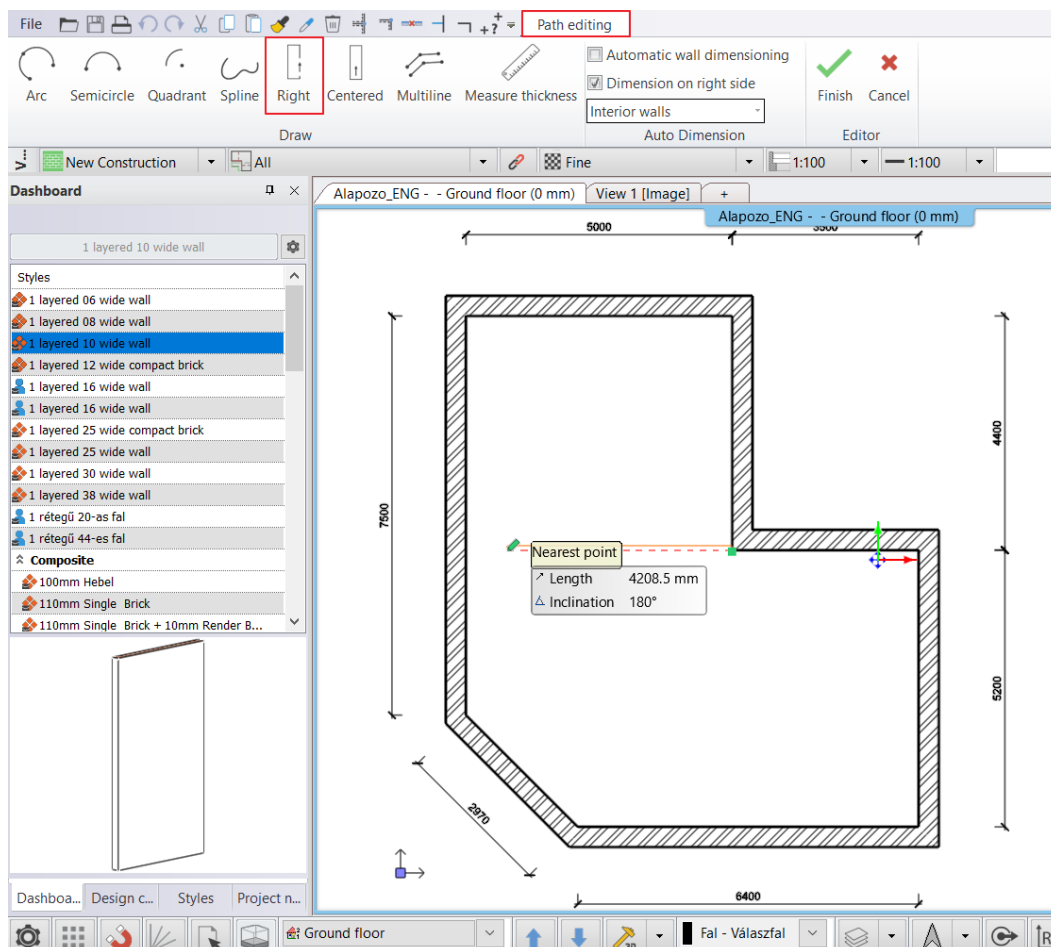 File
Path editing
Arc Semicircle Quadrant Spline Right Centered Multiline Measure thickness
Automatic wall dimensioning
Dimension on right side
Interior walls
Finish Cancel
Draw Auto Dimension Editor
New Construction All Fine 1:100 1:100
Dashboard
Alapozo_ENG - - Ground floor (0 mm) View 1 [Image] +
Alapozo_ENG - - Ground floor (0 mm)
1 layered 10 wide wall
Styles
1 layered 06 wide wall
1 layered 08 wide wall
1 layered 10 wide wall
1 layered 12 wide compact brick
1 layered 16 wide wall
1 layered 16 wide wall
1 layered 25 wide compact brick
1 layered 25 wide wall
1 layered 30 wide wall
1 layered 38 wide wall
1 rétegű 20-as fal
1 rétegű 44-es fal
Composite
100mm Hebel
110mm Single Brick
110mm Single Brick + 10mm Render B...
5000
3500
7500
4400
Nearest point
Length 4208.5 mm
Inclination 180°
5200
2970
6400
Dashboa... Design c... Styles Project n...
Ground floor
Fal - Válaszfal